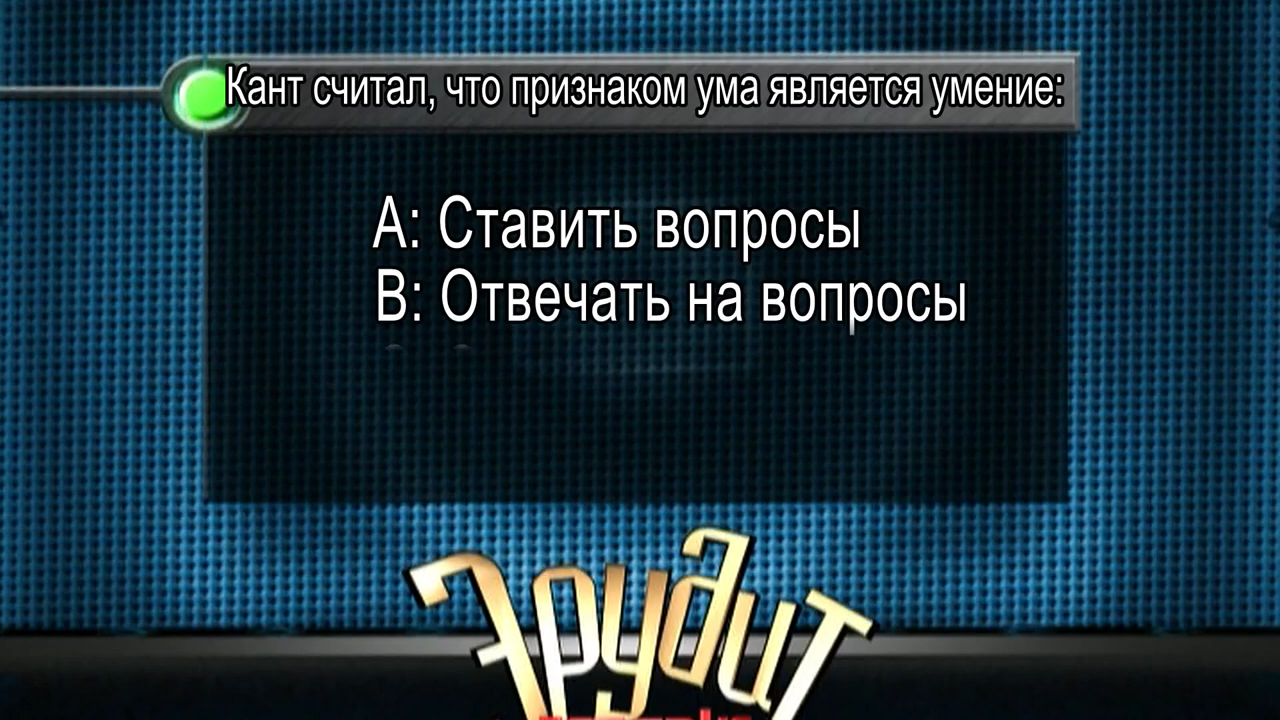 Кант считал, что признаком ума является умение:
А: Ставить вопросы
В: Отвечать на вопросы
Эрудит